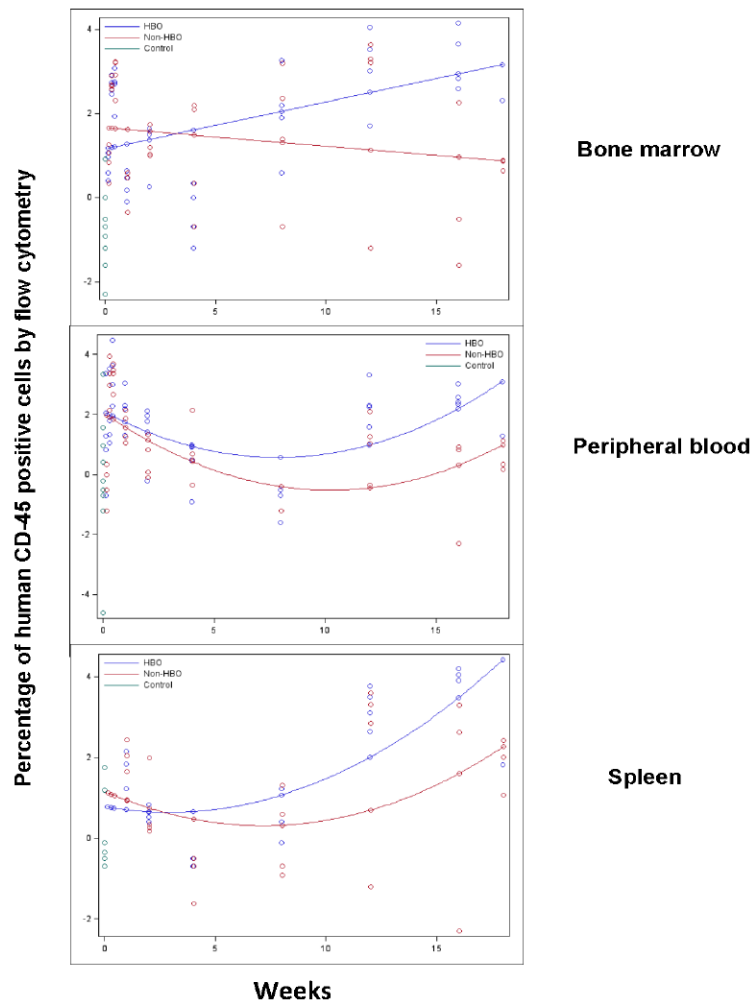 Percentage of human CD-45 positive cells by flow cytometry
HBO
Non-HBO
Control
4
2
0
-2
0 5 10 15
Bone marrow
HBO
Non-HBO
Control
4
2
0
-2
-4
0 5 10 15
Peripheral blood
HBO
Non-HBO
Control
4
2
0
-2
0 5 10 15
Spleen
Weeks